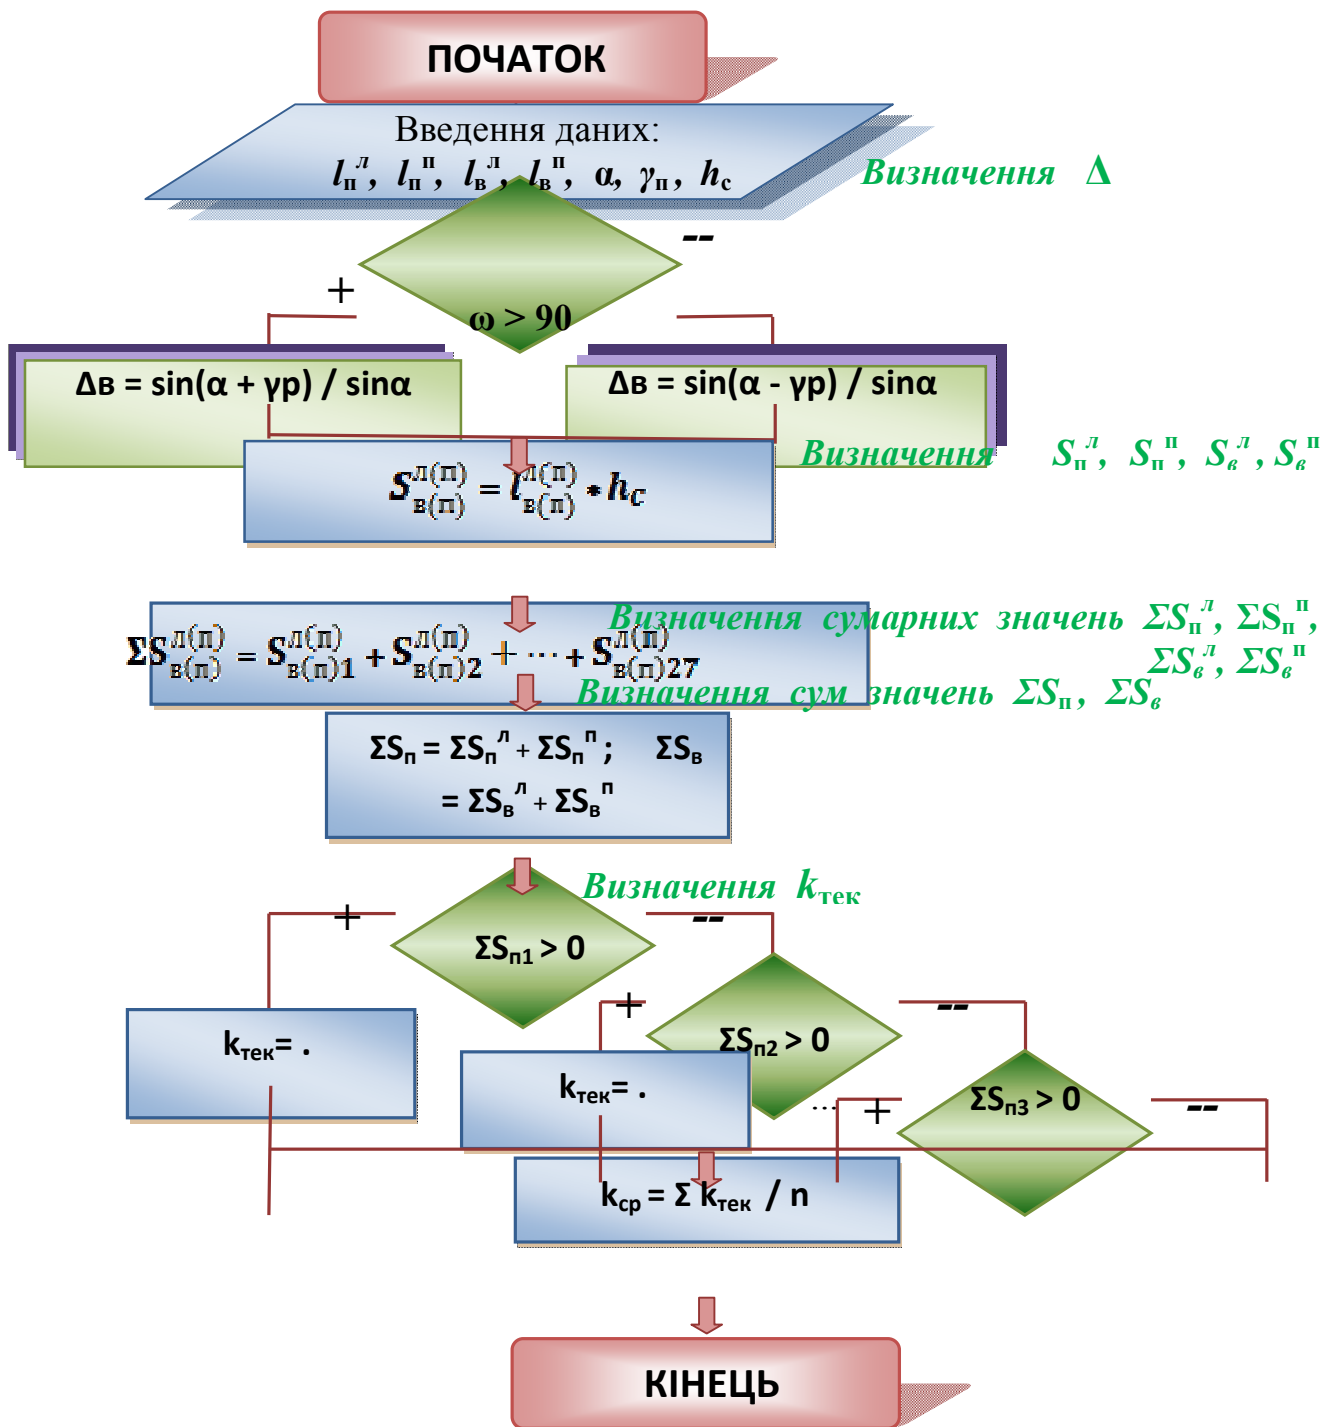 ПОЧАТОК
Введення даних:
lпл, lпп, lвл, lвп, α, γп, hс
Визначення Δ
--
+
ω > 90
Δв = sin(α + γр) / sinα
Δв = sin(α - γр) / sinα
Визначення Sпл, Sпп, Sвл, Sвп
Sв(п)л(п) = lв(п)л(п) * hC
Визначення сумарних значень ΣSпл, ΣSпп,
ΣSв(п)л(п) = Sв(п)1л(п) + Sв(п)2л(п) + ⋯ + Sв(п)27л(п)
ΣSвл, ΣSвп
Визначення сум значень ΣSп, ΣSв
ΣSп = ΣSпл + ΣSпп ; ΣSв
= ΣSвл + ΣSвп
Визначення kтек
+
--
ΣSп1 > 0
+
--
ΣSп2 > 0
kтек= .
kтек= .
... +
ΣSп3 > 0
--
kср = Σ kтек / n
КІНЕЦЬ